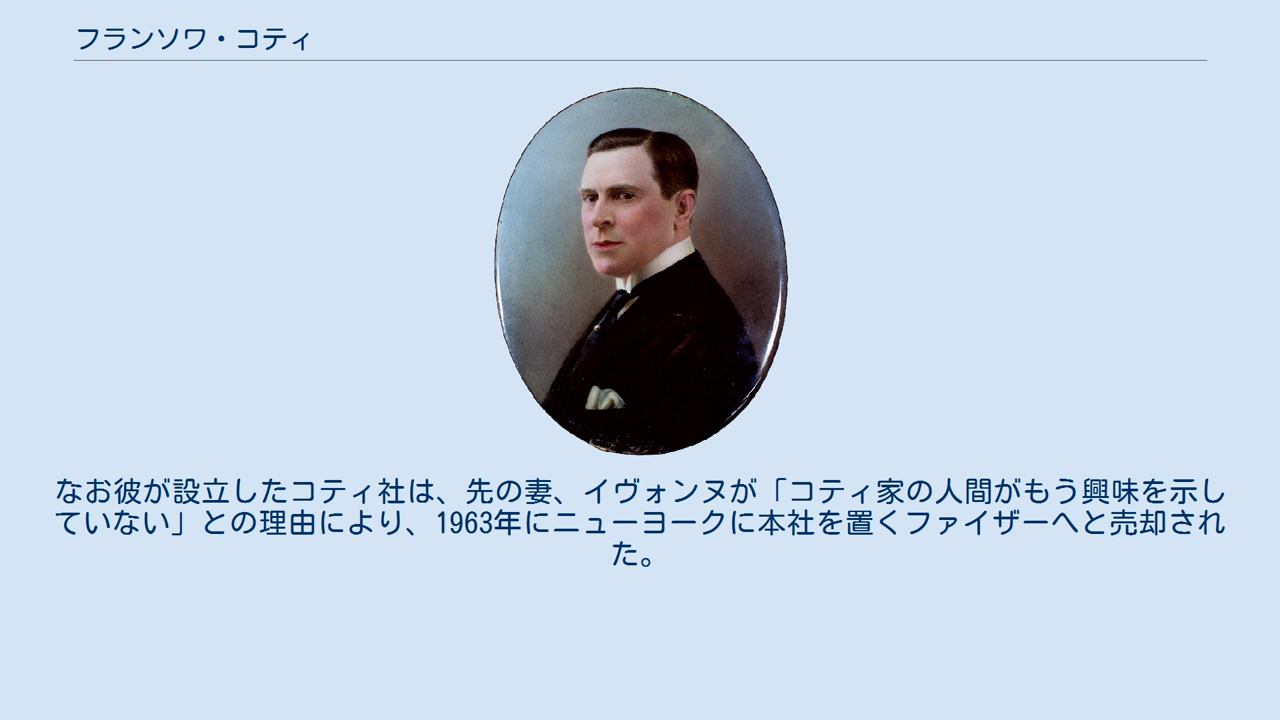 フランソワ・コティ
なお彼が設立したコティ社は、先の妻、イヴォンヌが「コティ家の人間がもう興味を示し
ていない」との理由により、1963年にニューヨークに本社を置くファイザーへと売却され
た。